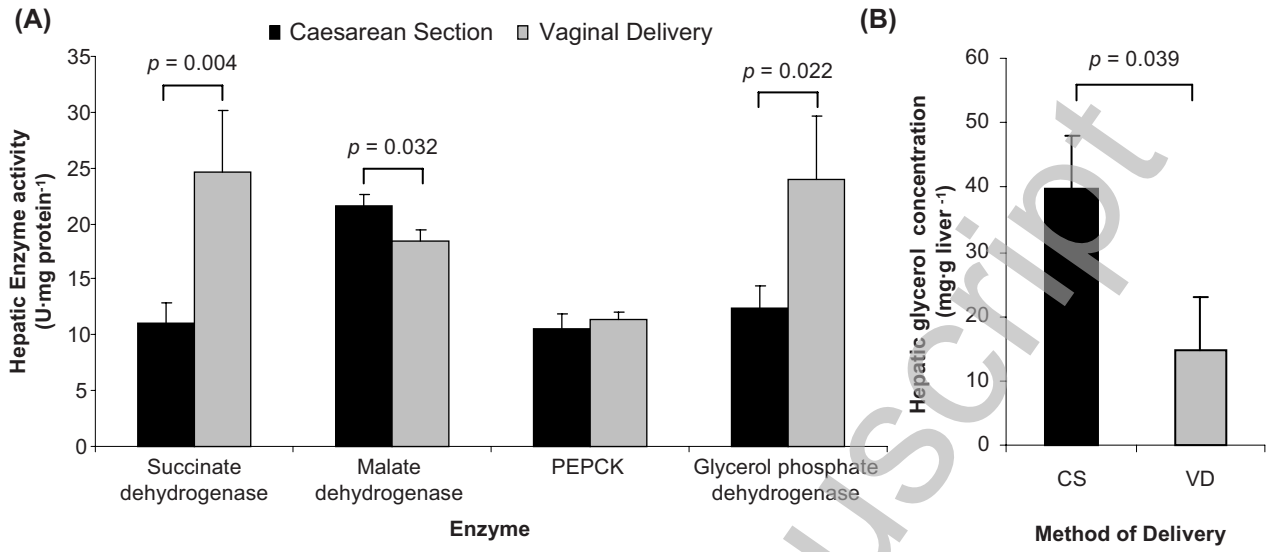 (A)
Caesarean Section
Vaginal Delivery
Hepatic Enzyme activity
(U·mg protein⁻¹)
35
30
25
20
15
10
5
0
p = 0.004
p = 0.032
p = 0.022
Succinate
dehydrogenase
Malate
dehydrogenase
PEPCK
Glycerol phosphate
dehydrogenase
Enzyme
(B)
Hepatic glycerol concentration
(mg·g liver ⁻¹)
60
50
40
30
20
10
0
p = 0.039
CS
VD
Method of Delivery
uscript